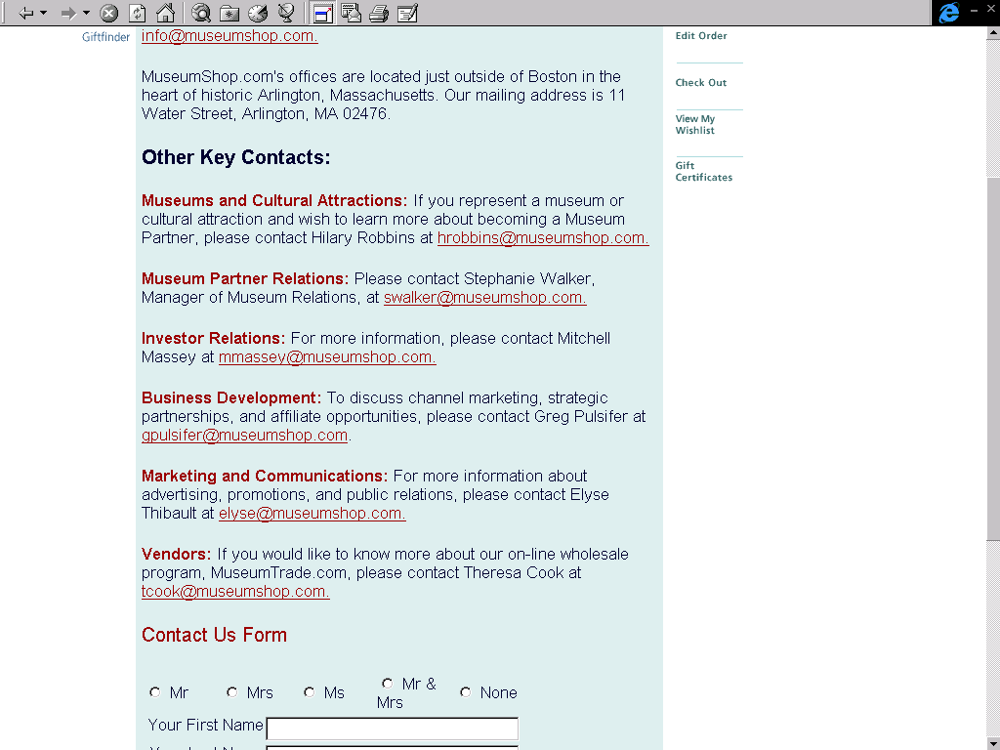 Giftfinder
info@museumshop.com.
MuseumShop.com's offices are located just outside of Boston in the
heart of historic Arlington, Massachusetts. Our mailing address is 11
Water Street, Arlington, MA 02476.
Other Key Contacts:
Museums and Cultural Attractions: If you represent a museum or
cultural attraction and wish to learn more about becoming a Museum
Partner, please contact Hilary Robbins at hrobbins@museumshop.com.
Museum Partner Relations: Please contact Stephanie Walker,
Manager of Museum Relations, at swalker@museumshop.com.
Investor Relations: For more information, please contact Mitchell
Massey at mmassey@museumshop.com.
Business Development: To discuss channel marketing, strategic
partnerships, and affiliate opportunities, please contact Greg Pulsifer at
gpulsifer@museumshop.com.
Marketing and Communications: For more information about
advertising, promotions, and public relations, please contact Elyse
Thibault at elyse@museumshop.com.
Vendors: If you would like to know more about our on-line wholesale
program, MuseumTrade.com, please contact Theresa Cook at
tcook@museumshop.com.
Contact Us Form
Mr Mrs Ms Mr &
Mrs None
Your First Name
Edit Order
Check Out
View My
Wishlist
Gift
Certificates